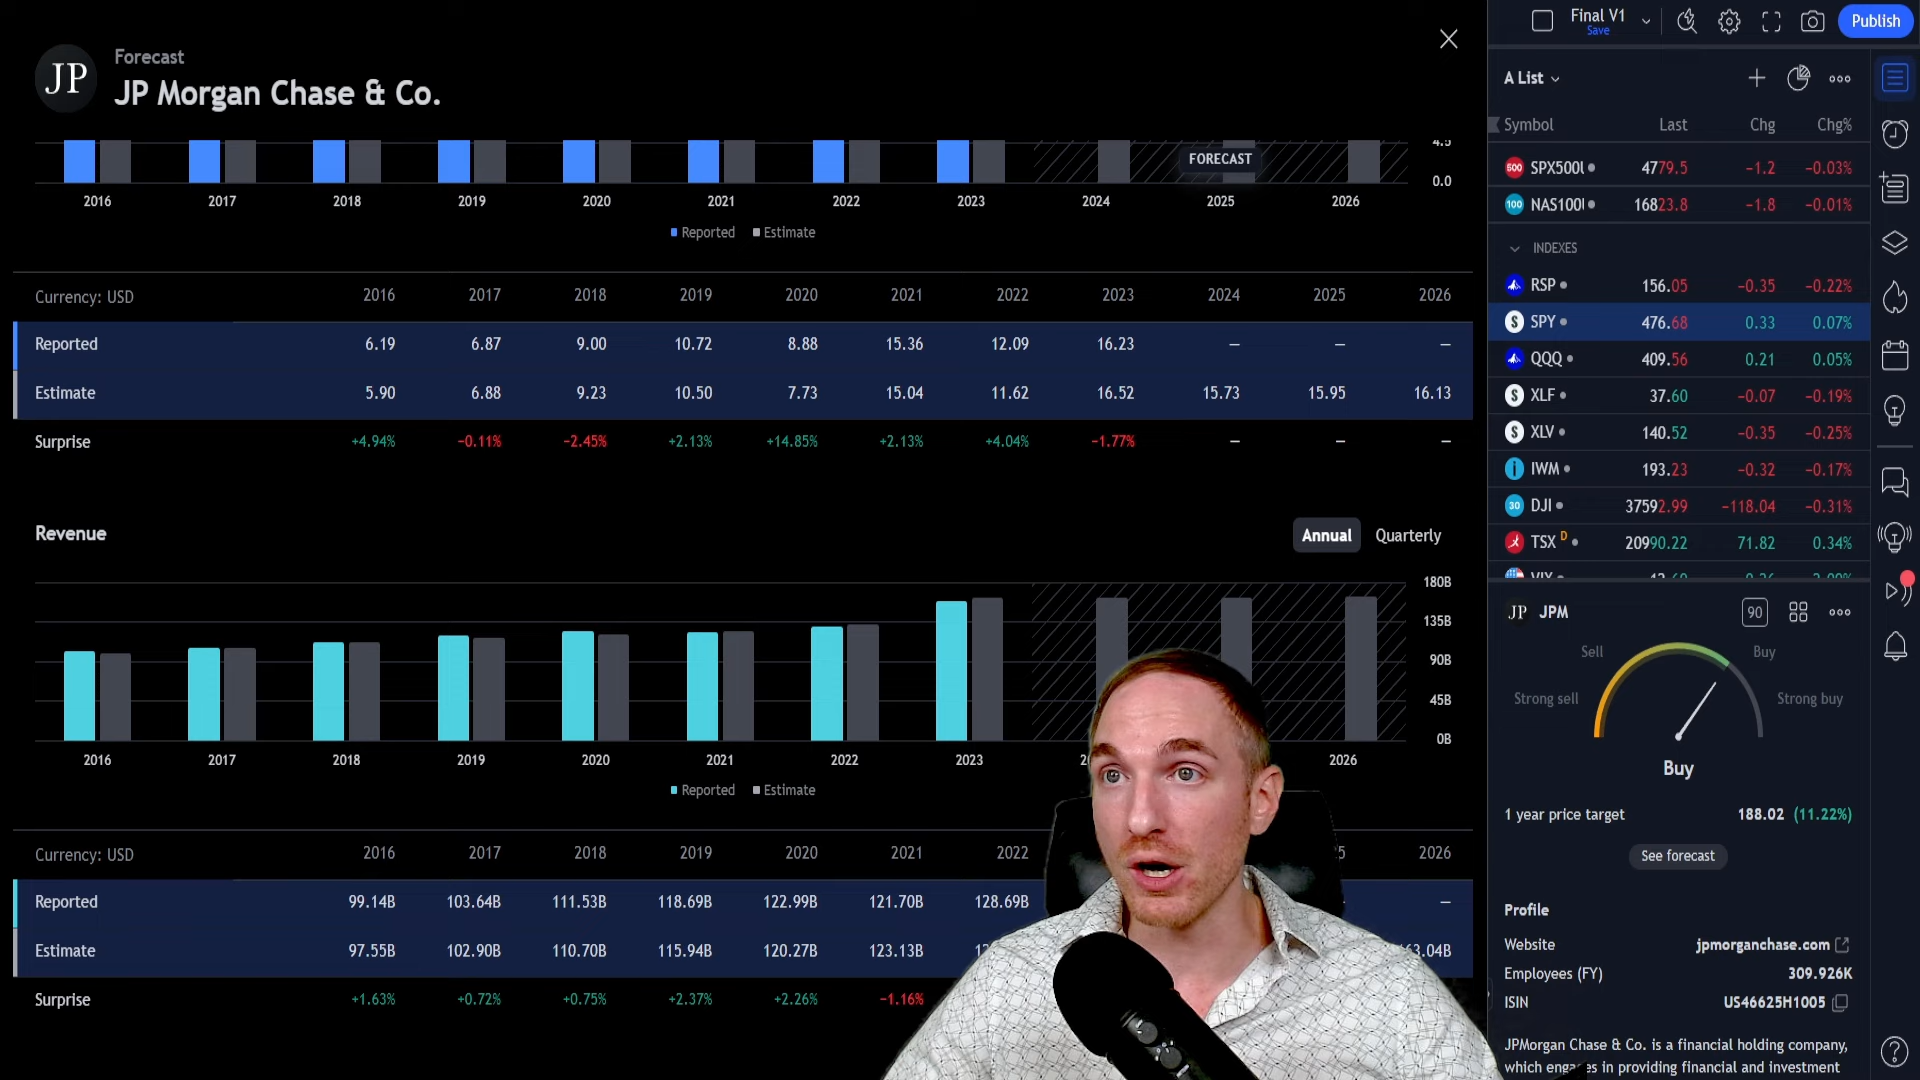 JP
Forecast
JP Morgan Chase & Co.
4.5
FORECAST
0.0
2016 2017 2018 2019 2020 2021 2022 2023 2024 2025 2026
Reported Estimate
Currency: USD 2016 2017 2018 2019 2020 2021 2022 2023 2024 2025 2026
Reported 6.19 6.87 9.00 10.72 8.88 15.36 12.09 16.23 — — —
Estimate 5.90 6.88 9.23 10.50 7.73 15.04 11.62 16.52 15.73 15.95 16.13
Surprise +4.94% −0.11% −2.45% +2.13% +14.85% +2.13% +4.04% −1.77% — — —
Revenue
Annual Quarterly
180B
135B
90B
45B
0B
2016 2017 2018 2019 2020 2021 2022 2023 2026
Reported Estimate
Currency: USD 2016 2017 2018 2019 2020 2021 2022 5 2026
Reported 99.14B 103.64B 111.53B 118.69B 122.99B 121.70B 128.69B —
Estimate 97.55B 102.90B 110.70B 115.94B 120.27B 123.13B 3.04B
Surprise +1.63% +0.72% +0.75% +2.37% +2.26% −1.16%
Final V1
Save
Publish
A List
Symbol Last Chg Chg%
500 SPX500 4779.5 −1.2 −0.03%
100 NAS100 16823.8 −1.8 −0.01%
INDEXES
RSP 156.05 −0.35 −0.22%
SPY 476.68 0.33 0.07%
QQQ 409.56 0.21 0.05%
XLF 37.60 −0.07 −0.19%
XLV 140.52 −0.35 −0.25%
IWM 193.23 −0.32 −0.17%
30 DJI 37592.99 −118.04 −0.31%
TSX D 20990.22 71.82 0.34%
JP JPM 90
Sell Buy
Strong sell Strong buy
Buy
1 year price target 188.02 (11.22%)
See forecast
Profile
Website jpmorganchase.com
Employees (FY) 309.926K
ISIN US46625H1005
JPMorgan Chase & Co. is a financial holding company,
which engages in providing financial and investment